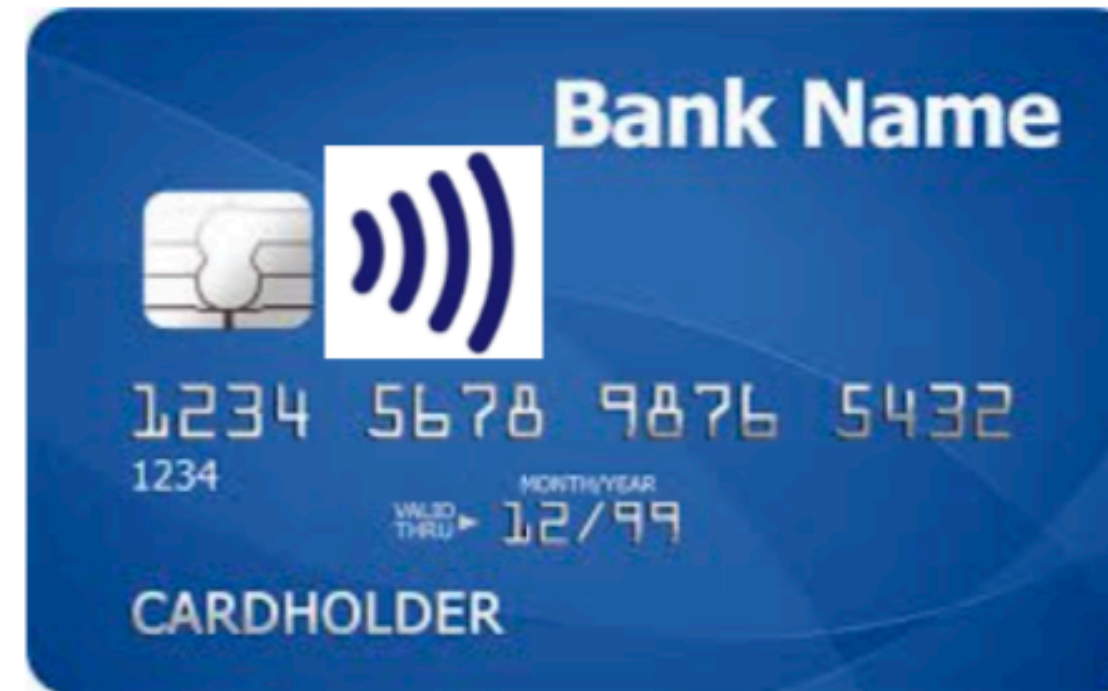 Bank Name
1234 5678 9876 5432
1234
MONTH/YEAR
VALID
THRU
12/99
CARDHOLDER